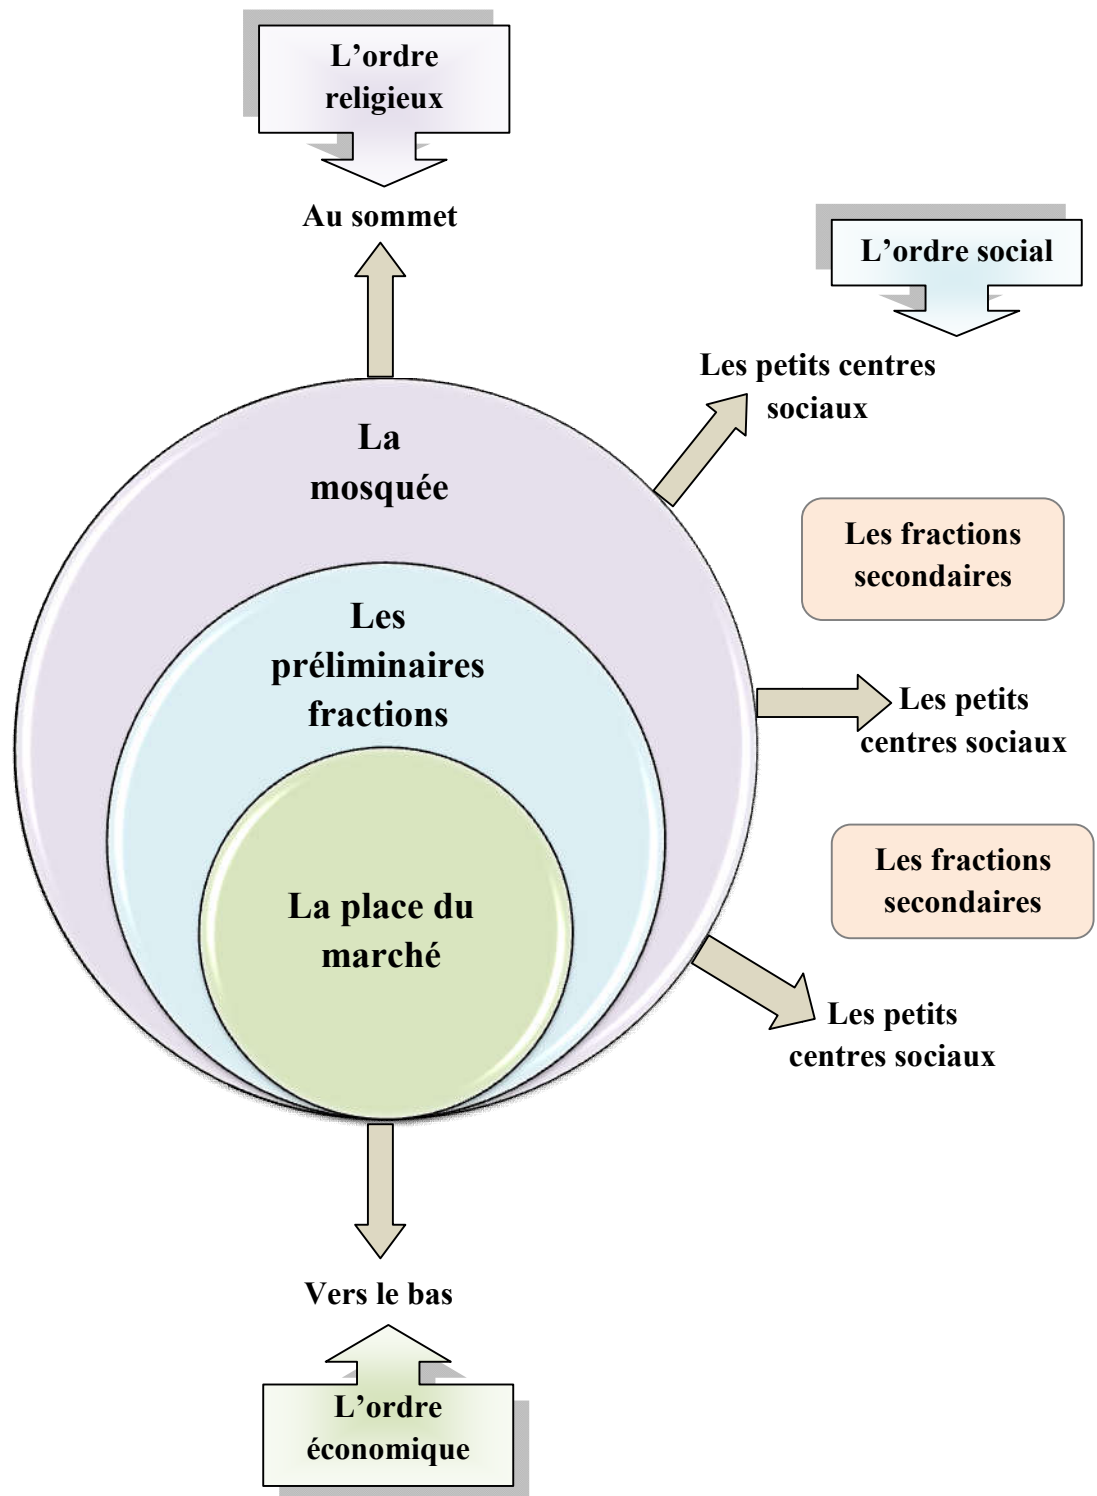 L’ordre
religieux
Au sommet
L’ordre social
Les petits centres
sociaux
La
mosquée
Les fractions
secondaires
Les
préliminaires
fractions
Les petits
centres sociaux
Les fractions
secondaires
La place du
marché
Les petits
centres sociaux
Vers le bas
L’ordre
économique